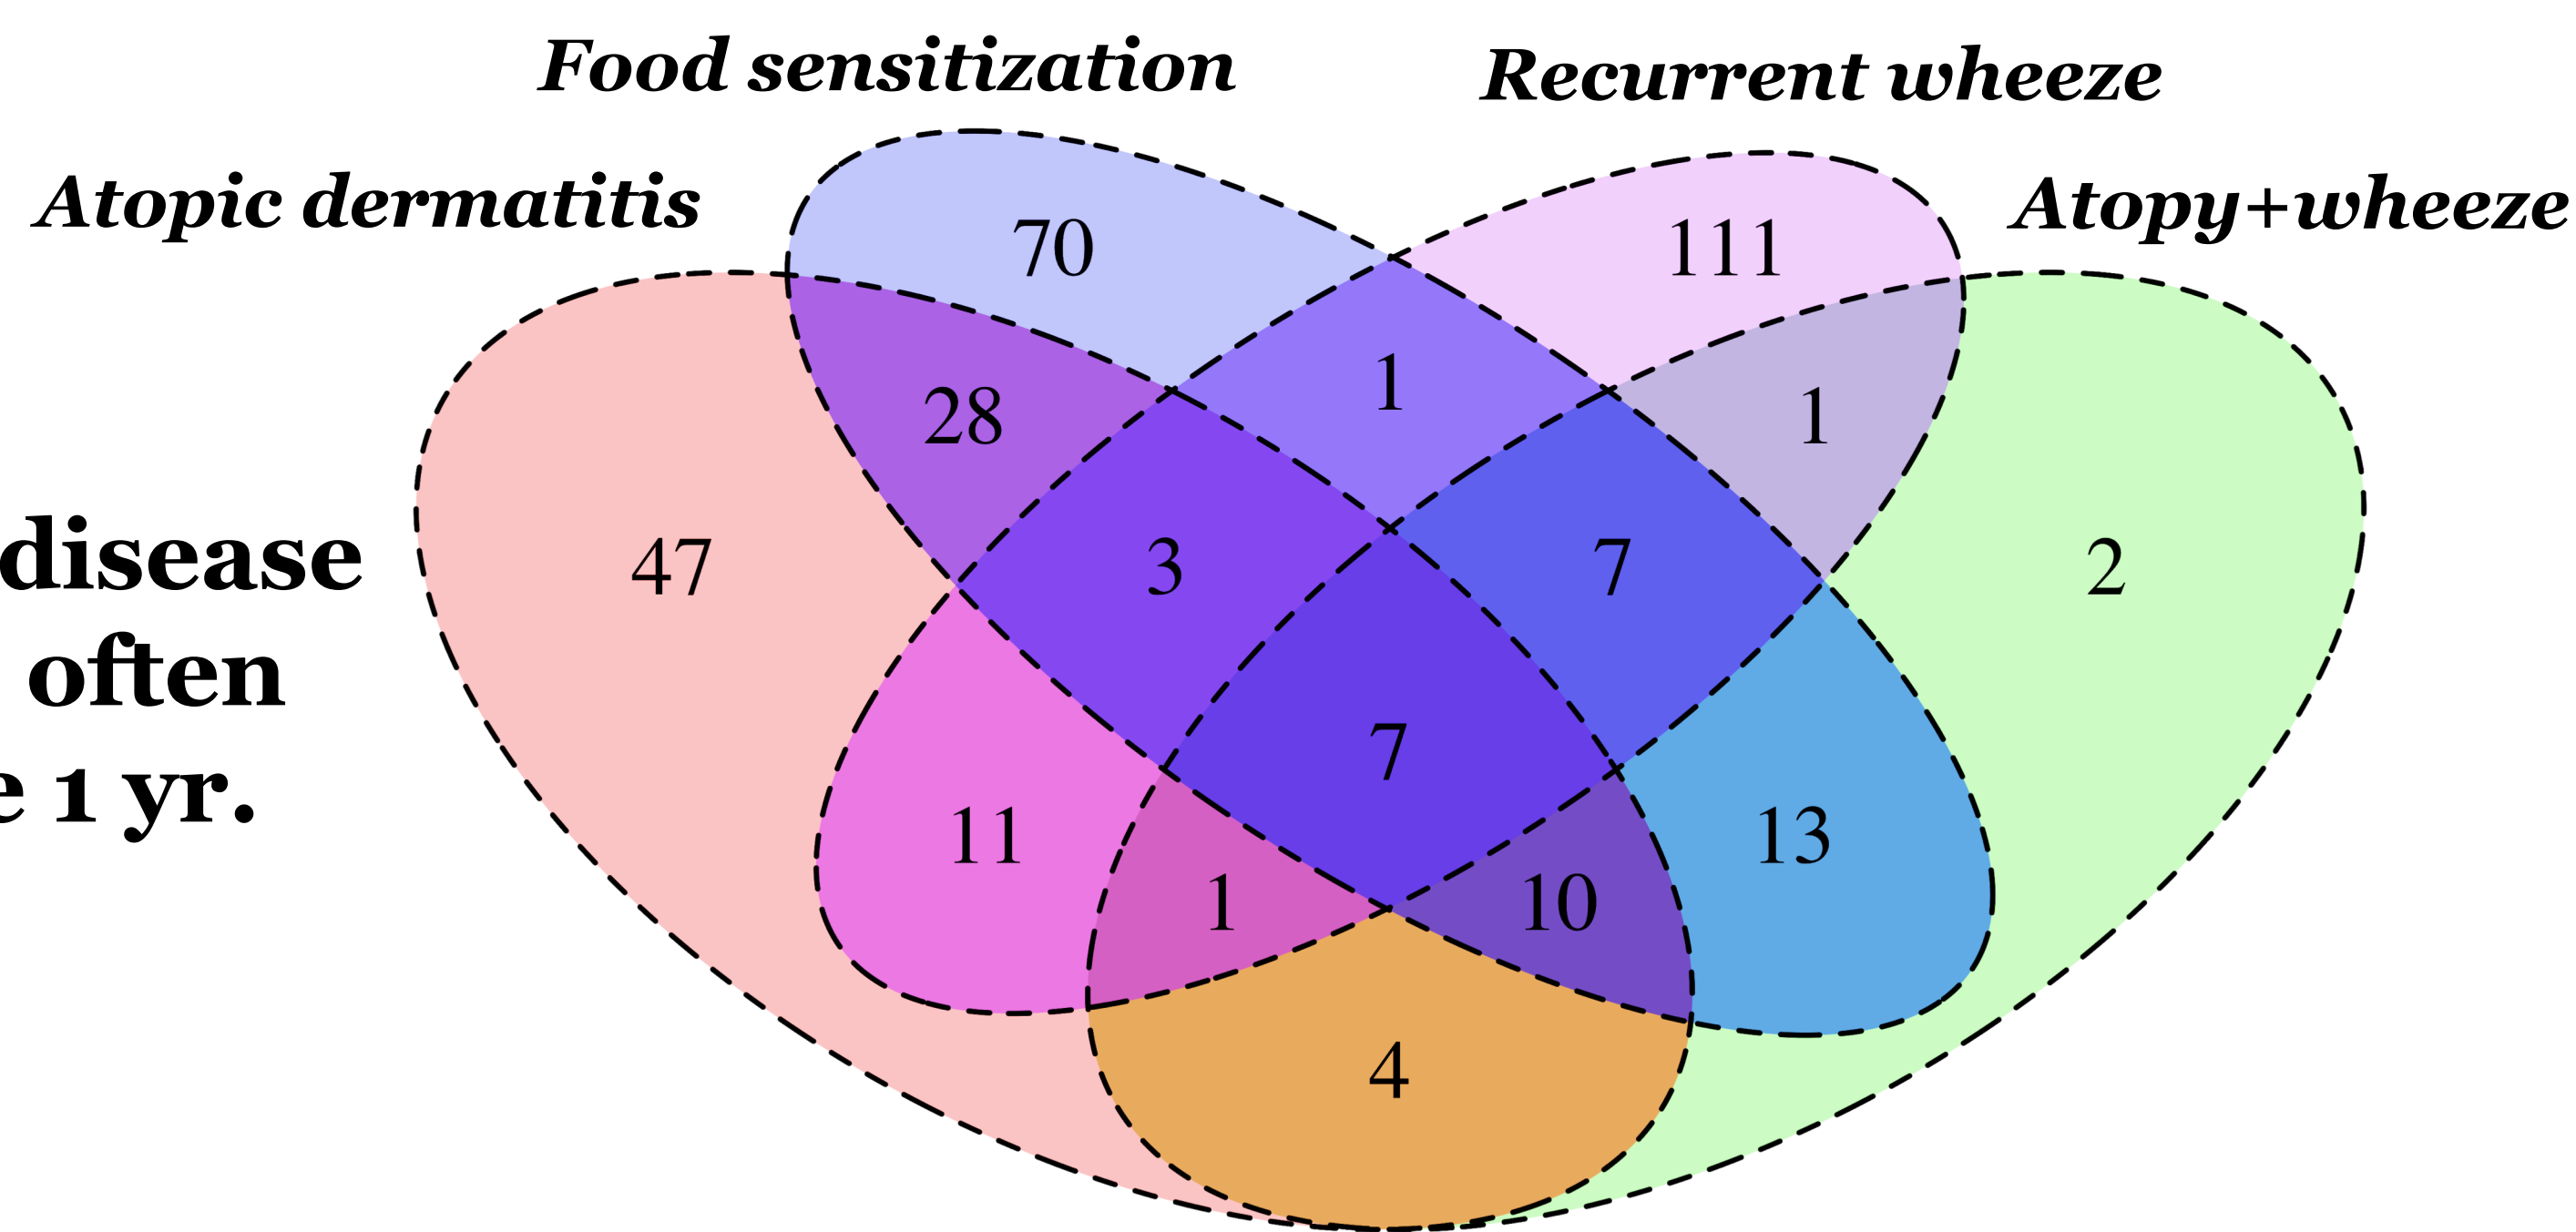 Food sensitization
Recurrent wheeze
Atopic dermatitis
Atopy+wheeze
70
111
1
28
1
disease
47
3
7
2
often
7
1 yr.
11
13
1
10
4